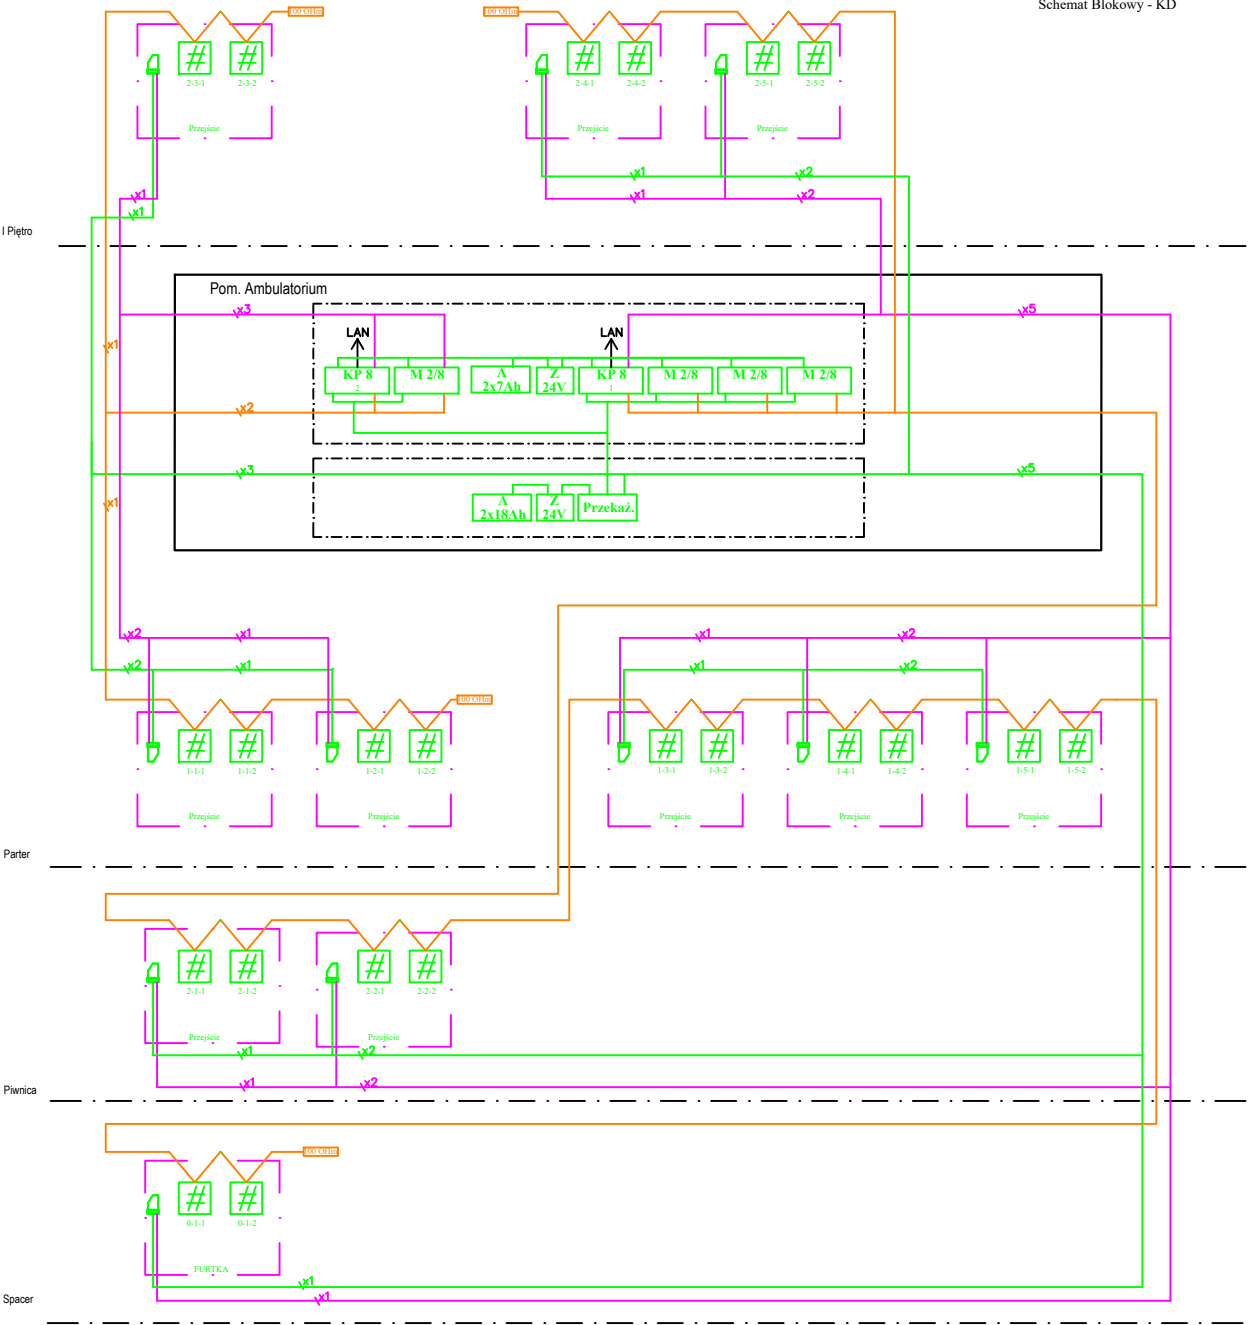 Schemat Blokowy - KD
100 OHm
100 OHm
2-3-1
2-3-2
2-4-1
2-4-2
2-5-1
2-5-2
Przejście
Przejście
Przejście
x1
x2
x1
x1
x2
x1
I Piętro
Pom. Ambulatorium
x3
x5
LAN
LAN
x1
KP 8
2
M 2/8
A
2x7Ah
Z
24V
KP 8
1
M 2/8
M 2/8
M 2/8
x2
x3
x5
x1
A
2x18Ah
Z
24V
Przekaź.
x2
x1
x1
x2
x2
x1
x1
x2
100 OHm
1-1-1
1-1-2
1-2-1
1-2-2
1-3-1
1-3-2
1-4-1
1-4-2
1-5-1
1-5-2
Przejście
Przejście
Przejście
Przejście
Przejście
Parter
2-1-1
2-1-2
2-2-1
2-2-2
Przejście
Przejście
x1
x2
x1
x2
Piwnica
100 OHm
0-1-1
0-1-2
FURTKA
x1
x1
Spacer